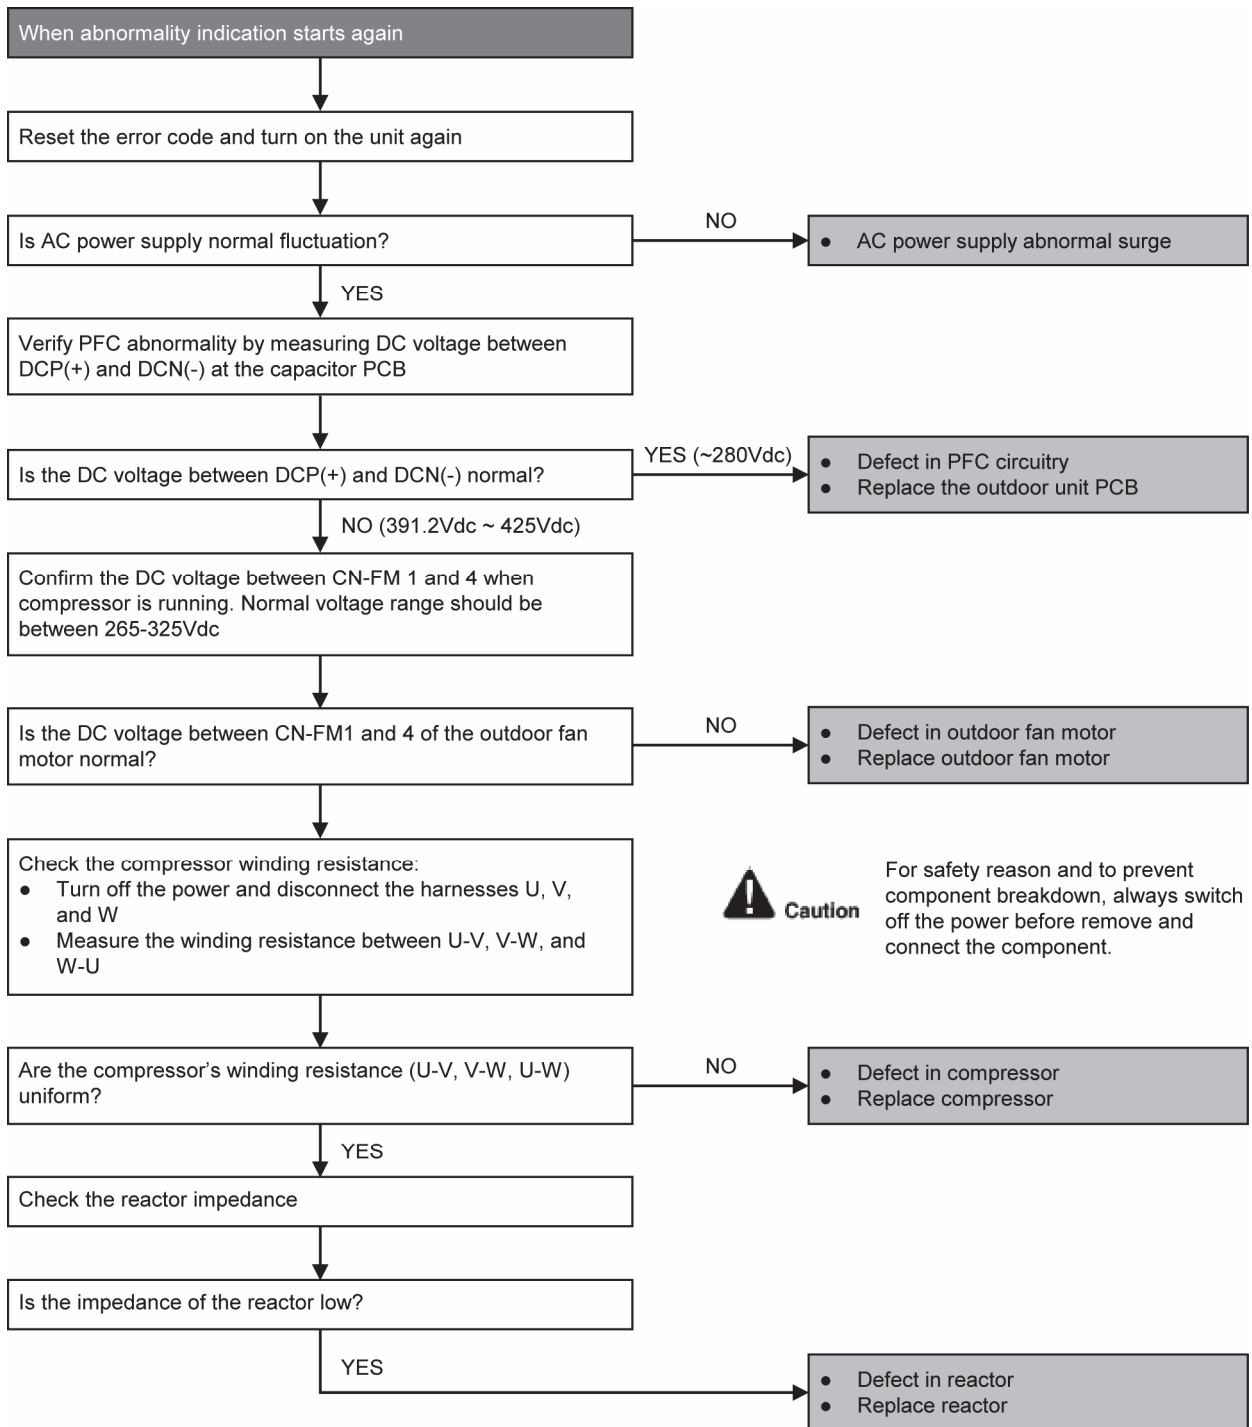 When abnormality indication starts again
Reset the error code and turn on the unit again
Is AC power supply normal fluctuation?
NO
● AC power supply abnormal surge
YES
Verify PFC abnormality by measuring DC voltage between
DCP(+) and DCN(-) at the capacitor PCB
Is the DC voltage between DCP(+) and DCN(-) normal?
YES (~280Vdc)
● Defect in PFC circuitry
● Replace the outdoor unit PCB
NO (391.2Vdc ~ 425Vdc)
Confirm the DC voltage between CN-FM 1 and 4 when
compressor is running. Normal voltage range should be
between 265-325Vdc
Is the DC voltage between CN-FM1 and 4 of the outdoor fan
motor normal?
NO
● Defect in outdoor fan motor
● Replace outdoor fan motor
Check the compressor winding resistance:
● Turn off the power and disconnect the harnesses U, V,
and W
● Measure the winding resistance between U-V, V-W, and
W-U
Caution
For safety reason and to prevent
component breakdown, always switch
off the power before remove and
connect the component.
Are the compressor’s winding resistance (U-V, V-W, U-W)
uniform?
NO
● Defect in compressor
● Replace compressor
YES
Check the reactor impedance
Is the impedance of the reactor low?
YES
● Defect in reactor
● Replace reactor